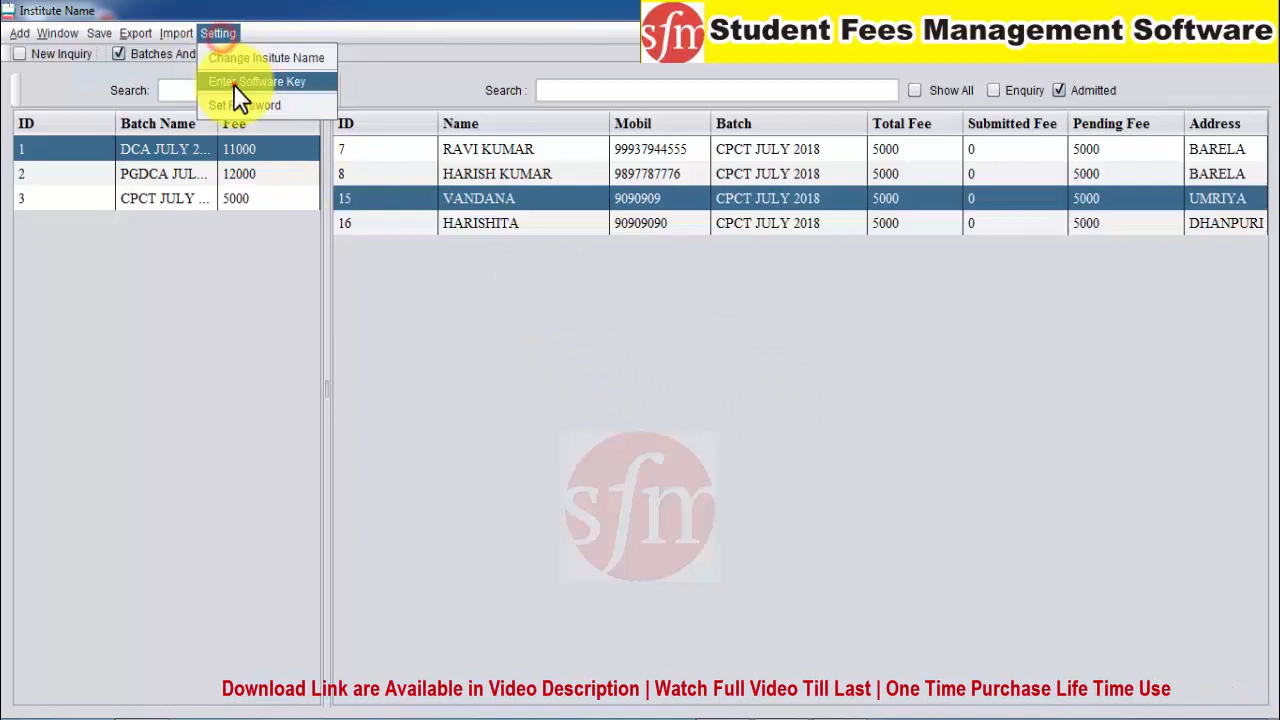 Institute Name
sfm Student Fees Management Software
Add Window Save Export Import Setting
New Inquiry Batches And
Change Insitute Name
Enter Software Key
Set
Search: Search : Show All Enquiry Admitted
ID Batch Name Fee
1 DCA JULY 2... 11000
2 PGDCA JUL... 12000
3 CPCT JULY ... 5000
ID Name Mobil Batch Total Fee Submitted Fee Pending Fee Address
7 RAVI KUMAR 99937944555 CPCT JULY 2018 5000 0 5000 BARELA
8 HARISH KUMAR 9897787776 CPCT JULY 2018 5000 0 5000 BARELA
15 VANDANA 9090909 CPCT JULY 2018 5000 0 5000 UMRIYA
16 HARISHITA 90909090 CPCT JULY 2018 5000 0 5000 DHANPURI
sfm
Download Link are Available in Video Description | Watch Full Video Till Last | One Time Purchase Life Time Use